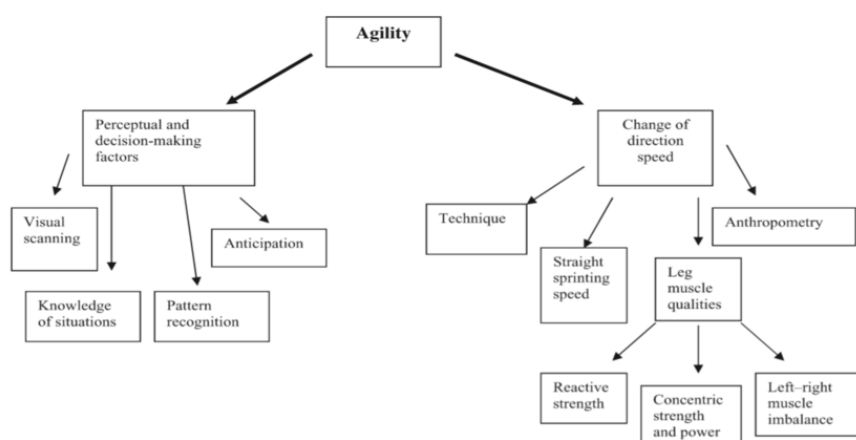 Agility
Perceptual and
decision-making
factors
Change of
direction
speed
Visual
scanning
Anticipation
Knowledge
of situations
Pattern
recognition
Technique
Straight
sprinting
speed
Anthropometry
Leg
muscle
qualities
Reactive
strength
Concentric
strength
and power
Left–right
muscle
imbalance